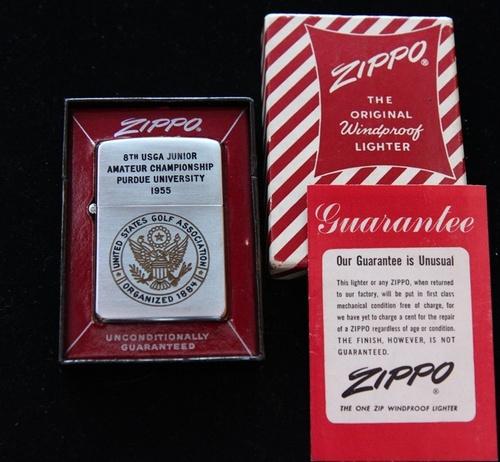 ZIPPO®
THE
ORIGINAL
Windproof
LIGHTER
ZIPPO®
8TH USGA JUNIOR
AMATEUR CHAMPIONSHIP
PURDUE UNIVERSITY
1955
UNITED STATES GOLF ASSOCIATION
ORGANIZED 1894
UNCONDITIONALLY
GUARANTEED
Guarantee
Our Guarantee is Unusual
This lighter or any ZIPPO, when returned
to our factory, will be put in first class
mechanical condition free of charge, for
we have yet to charge a cent for the repair
of a ZIPPO regardless of age or condition.
THE FINISH, HOWEVER, IS NOT
GUARANTEED.
ZIPPO®
THE ONE ZIP WINDPROOF LIGHTER